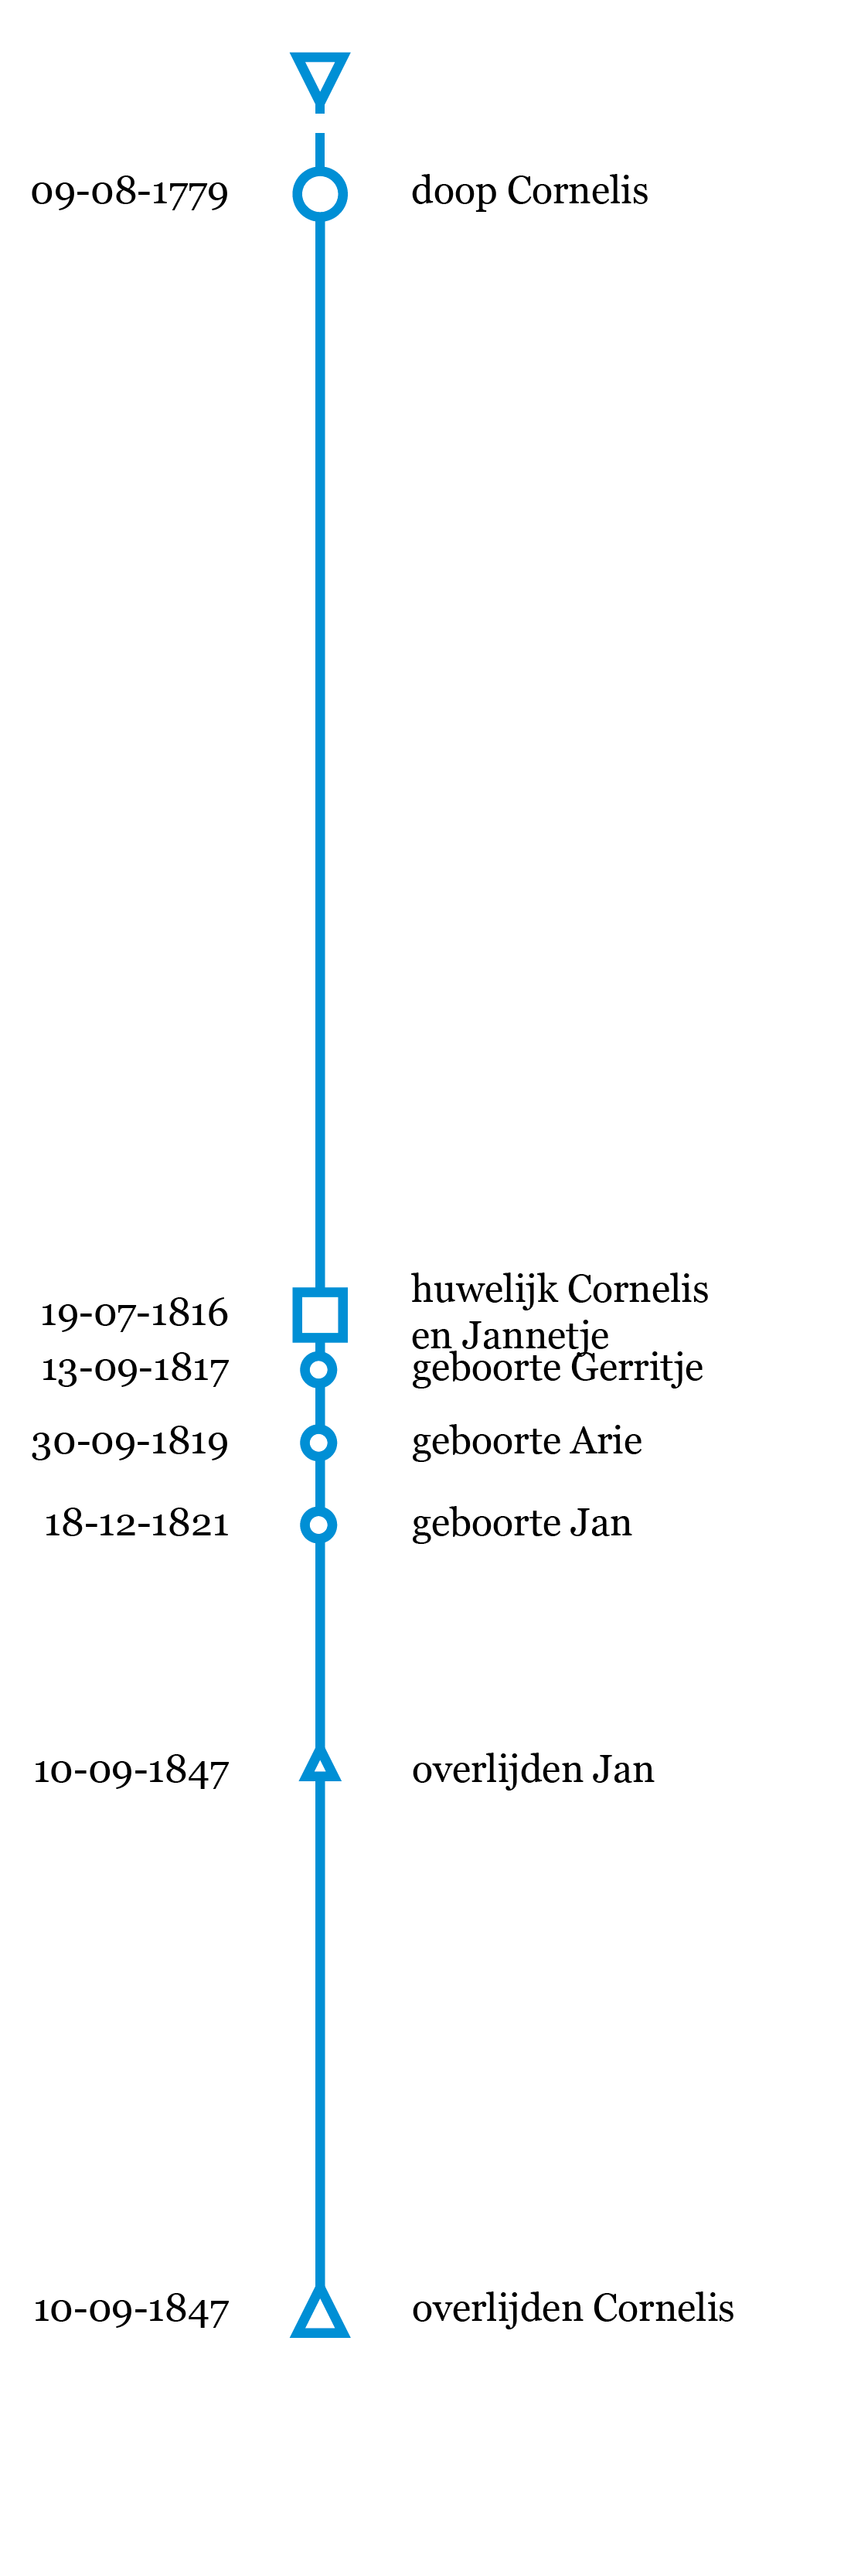 09-08-1779 doop Cornelis
19-07-1816 huwelijk Cornelis
en Jannetje
13-09-1817 geboorte Gerritje
30-09-1819 geboorte Arie
18-12-1821 geboorte Jan
10-09-1847 overlijden Jan
10-09-1847 overlijden Cornelis